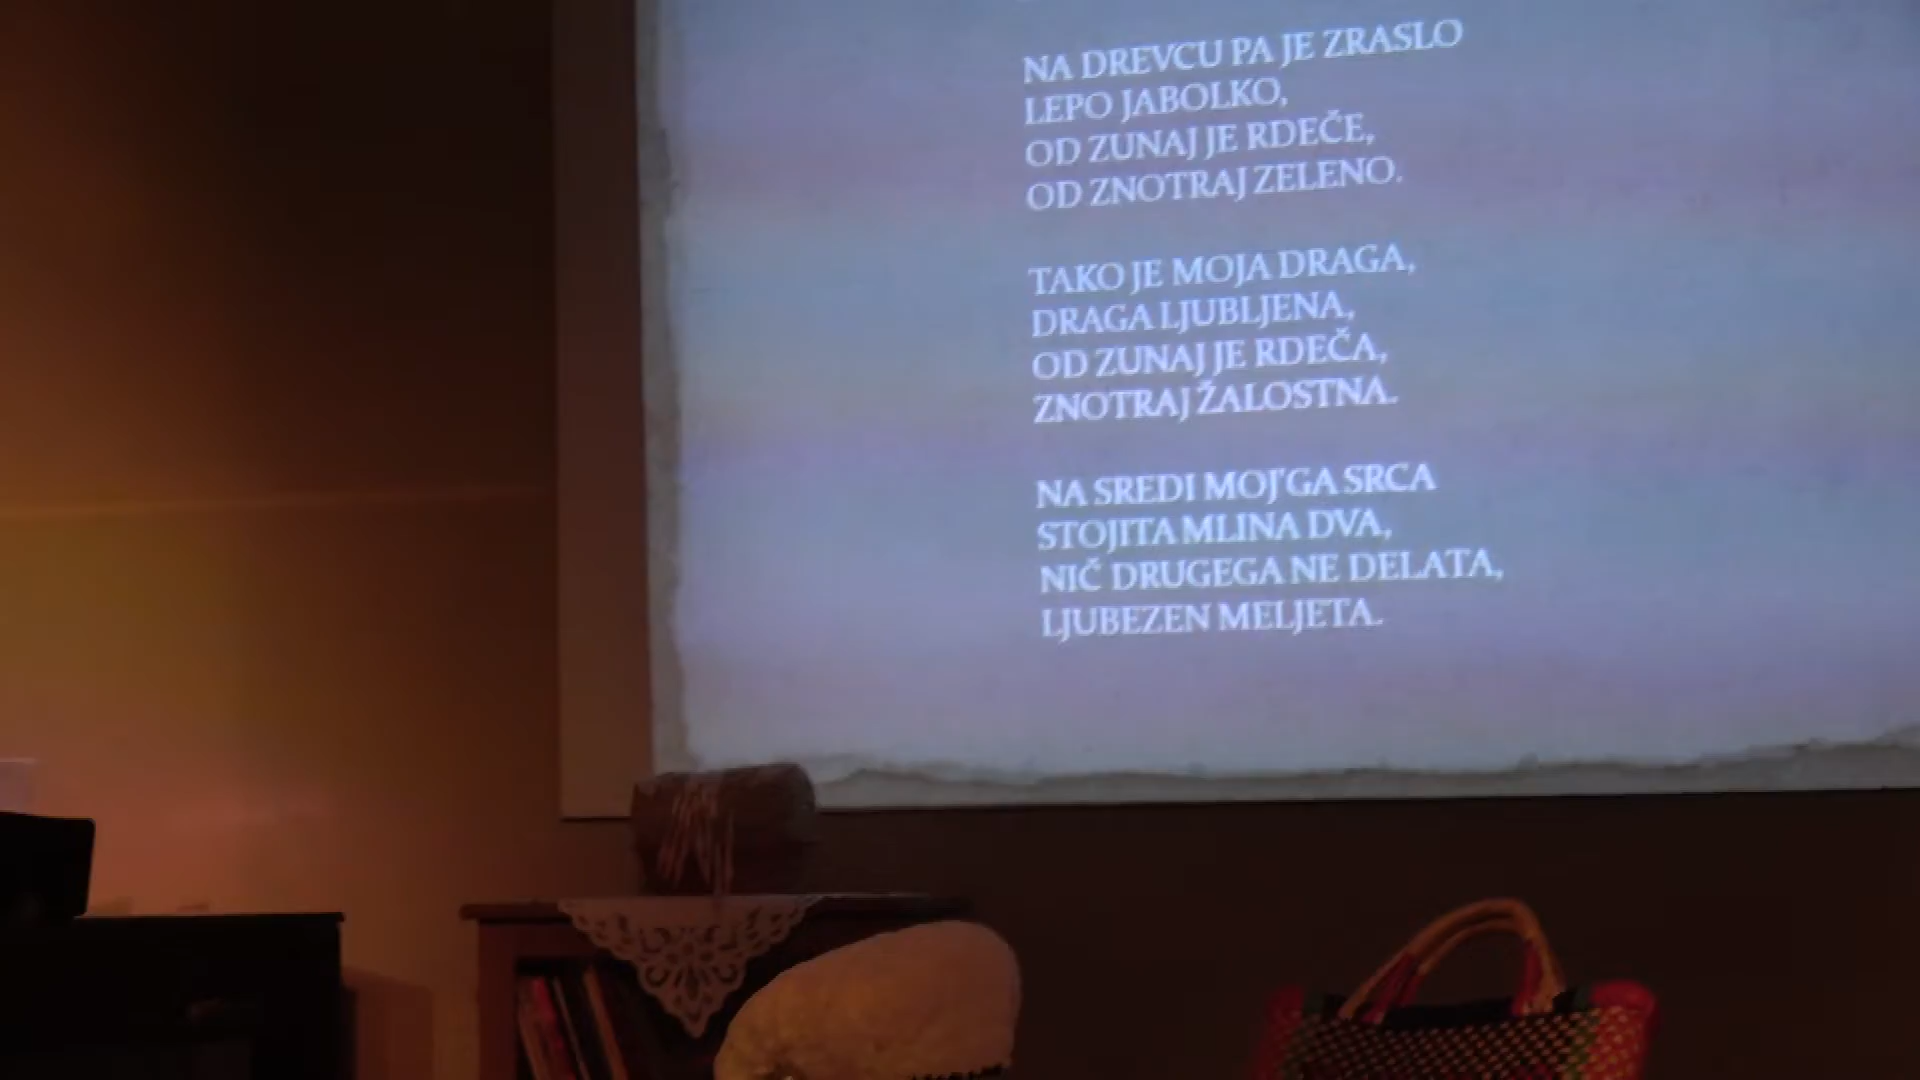 NA DREVCU PA JE ZRASLO
LEPO JABOLKO,
OD ZUNAJ JE RDEČE,
OD ZNOTRAJ ZELENO.
TAKO JE MOJA DRAGA,
DRAGA LJUBLJENA,
OD ZUNAJ JE RDEČA,
ZNOTRAJ ŽALOSTNA.
NA SREDI MOJ'GA SRCA
STOJITA MLINA DVA,
NIČ DRUGEGA NE DELATA,
LJUBEZEN MELJETA.